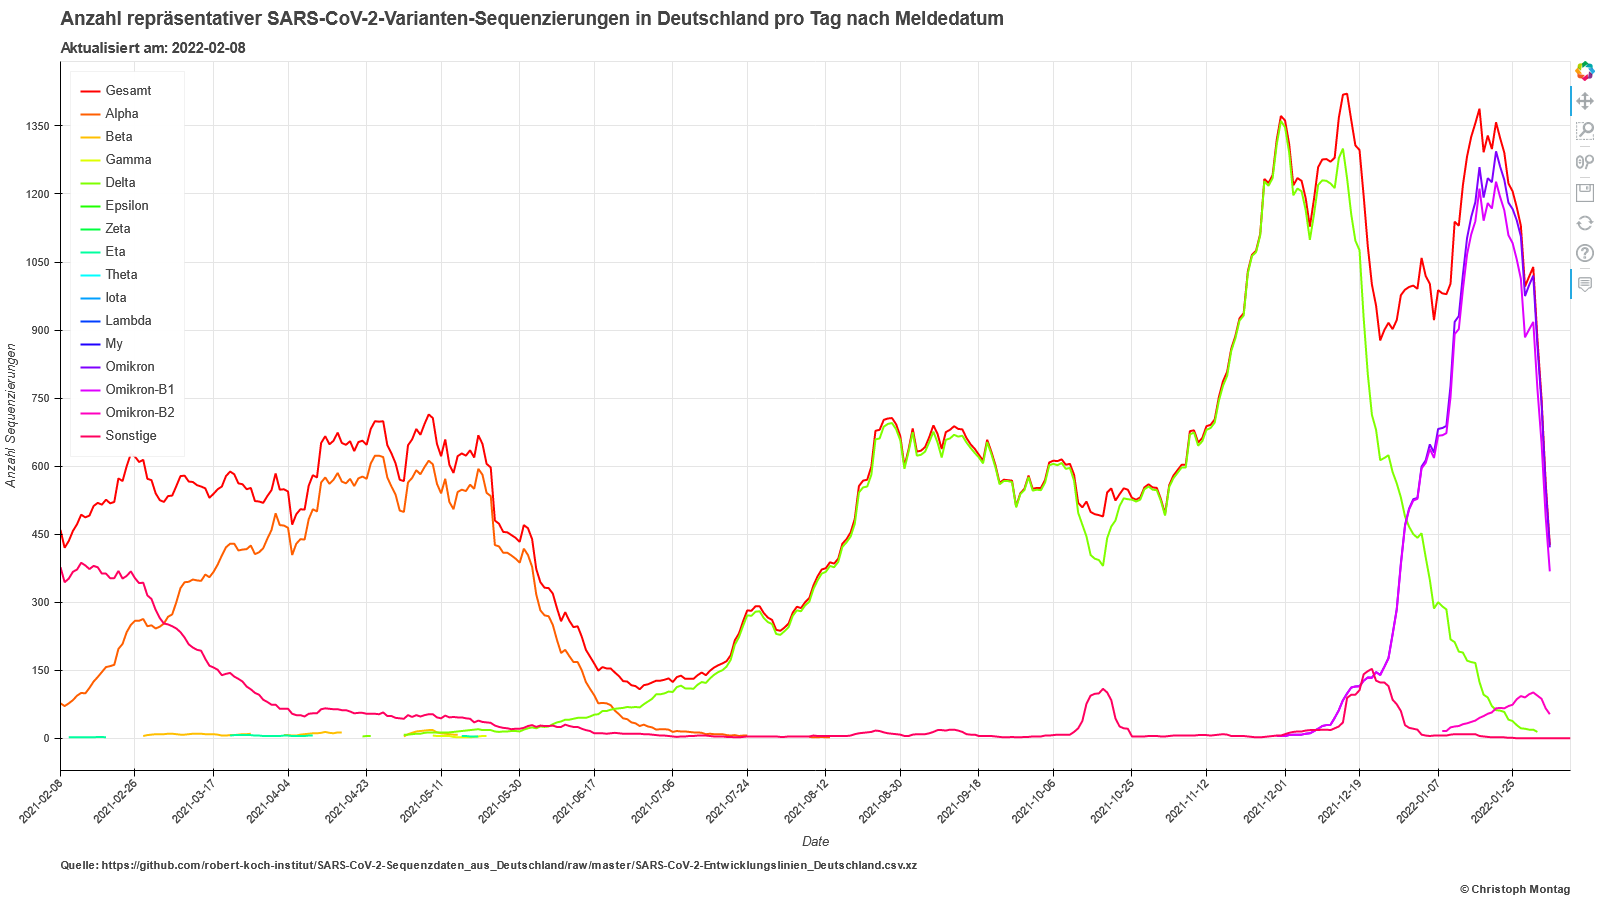 Anzahl repräsentativer SARS-CoV-2-Varianten-Sequenzierungen in Deutschland pro Tag nach Meldedatum
Aktualisiert am: 2022-02-08
Gesamt
Alpha
Beta
Gamma
Delta
Epsilon
Zeta
Eta
Theta
Iota
Lambda
My
Omikron
Omikron-B1
Omikron-B2
Sonstige
Anzahl Sequenzierungen
1350
1200
1050
900
750
600
450
300
150
0
2021-02-08
2021-02-26
2021-03-17
2021-04-04
2021-04-23
2021-05-11
2021-05-30
2021-06-17
2021-07-06
2021-07-24
2021-08-12
2021-08-30
2021-09-18
2021-10-06
2021-10-25
2021-11-12
2021-12-01
2021-12-19
2022-01-07
2022-01-25
Date
Quelle: https://github.com/robert-koch-institut/SARS-CoV-2-Sequenzdaten_aus_Deutschland/raw/master/SARS-CoV-2-Entwicklungslinien_Deutschland.csv.xz
© Christoph Montag